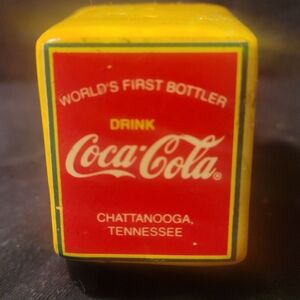 WORLD'S FIRST BOTTLER
DRINK
Coca-Cola®
CHATTANOOGA,
TENNESSEE